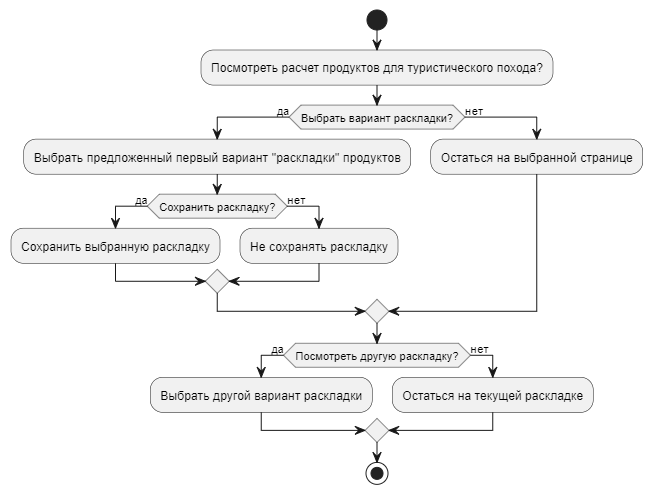 Посмотреть расчет продуктов для туристического похода?
да
Выбрать вариант раскладки?
нет
Выбрать предложенный первый вариант "раскладки" продуктов
Остаться на выбранной странице
да
Сохранить раскладку?
нет
Сохранить выбранную раскладку
Не сохранять раскладку
да
Посмотреть другую раскладку?
нет
Выбрать другой вариант раскладки
Остаться на текущей раскладке